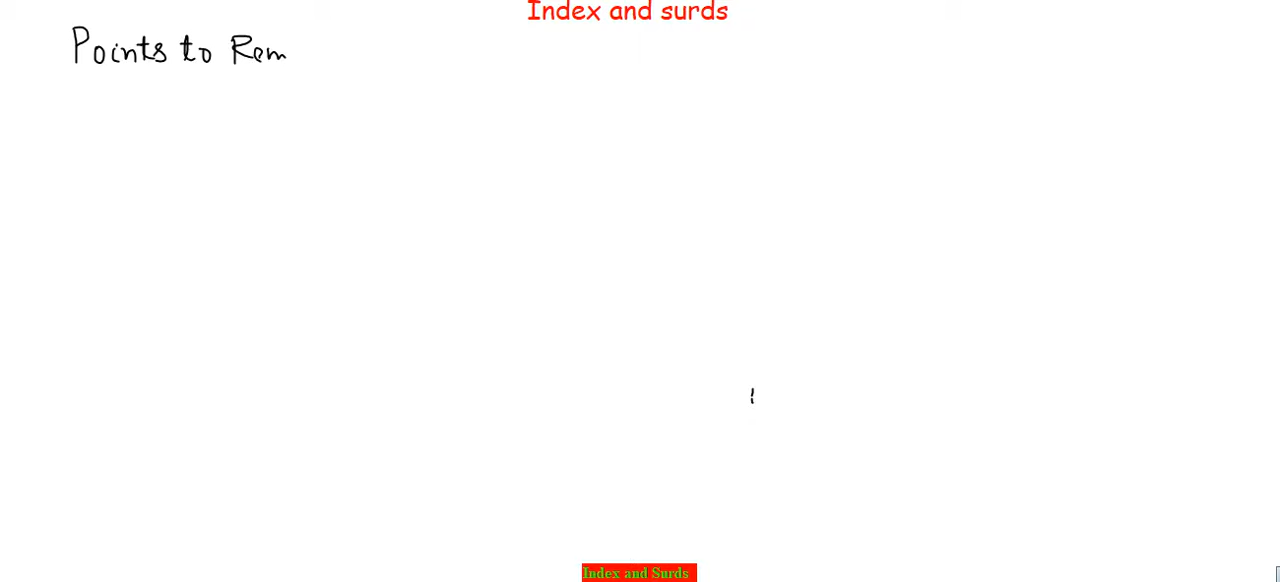 Index and surds
Points to Rem
Index and Surds